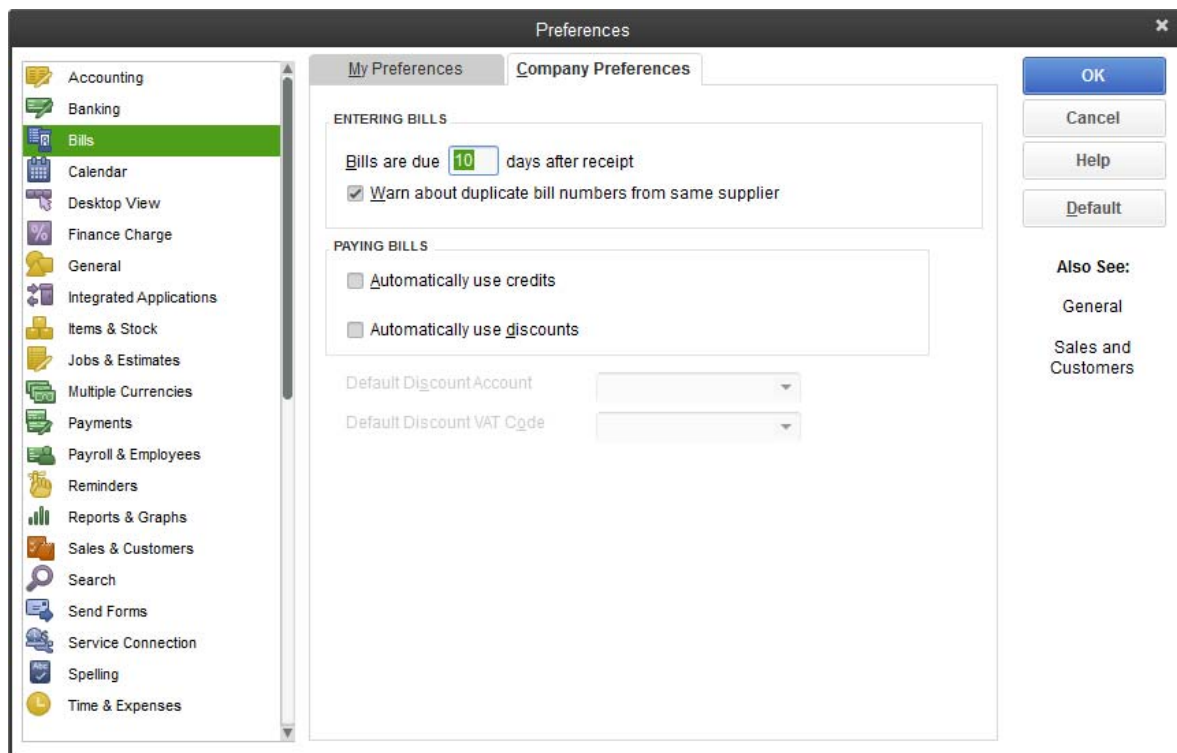 Preferences
Accounting
Banking
Bills
Calendar
Desktop View
Finance Charge
General
Integrated Applications
Items & Stock
Jobs & Estimates
Multiple Currencies
Payments
Payroll & Employees
Reminders
Reports & Graphs
Sales & Customers
Search
Send Forms
Service Connection
Spelling
Time & Expenses
My Preferences
Company Preferences
ENTERING BILLS
Bills are due 10 days after receipt
Warn about duplicate bill numbers from same supplier
PAYING BILLS
Automatically use credits
Automatically use discounts
Default Discount Account
Default Discount VAT Code
OK
Cancel
Help
Default
Also See:
General
Sales and
Customers